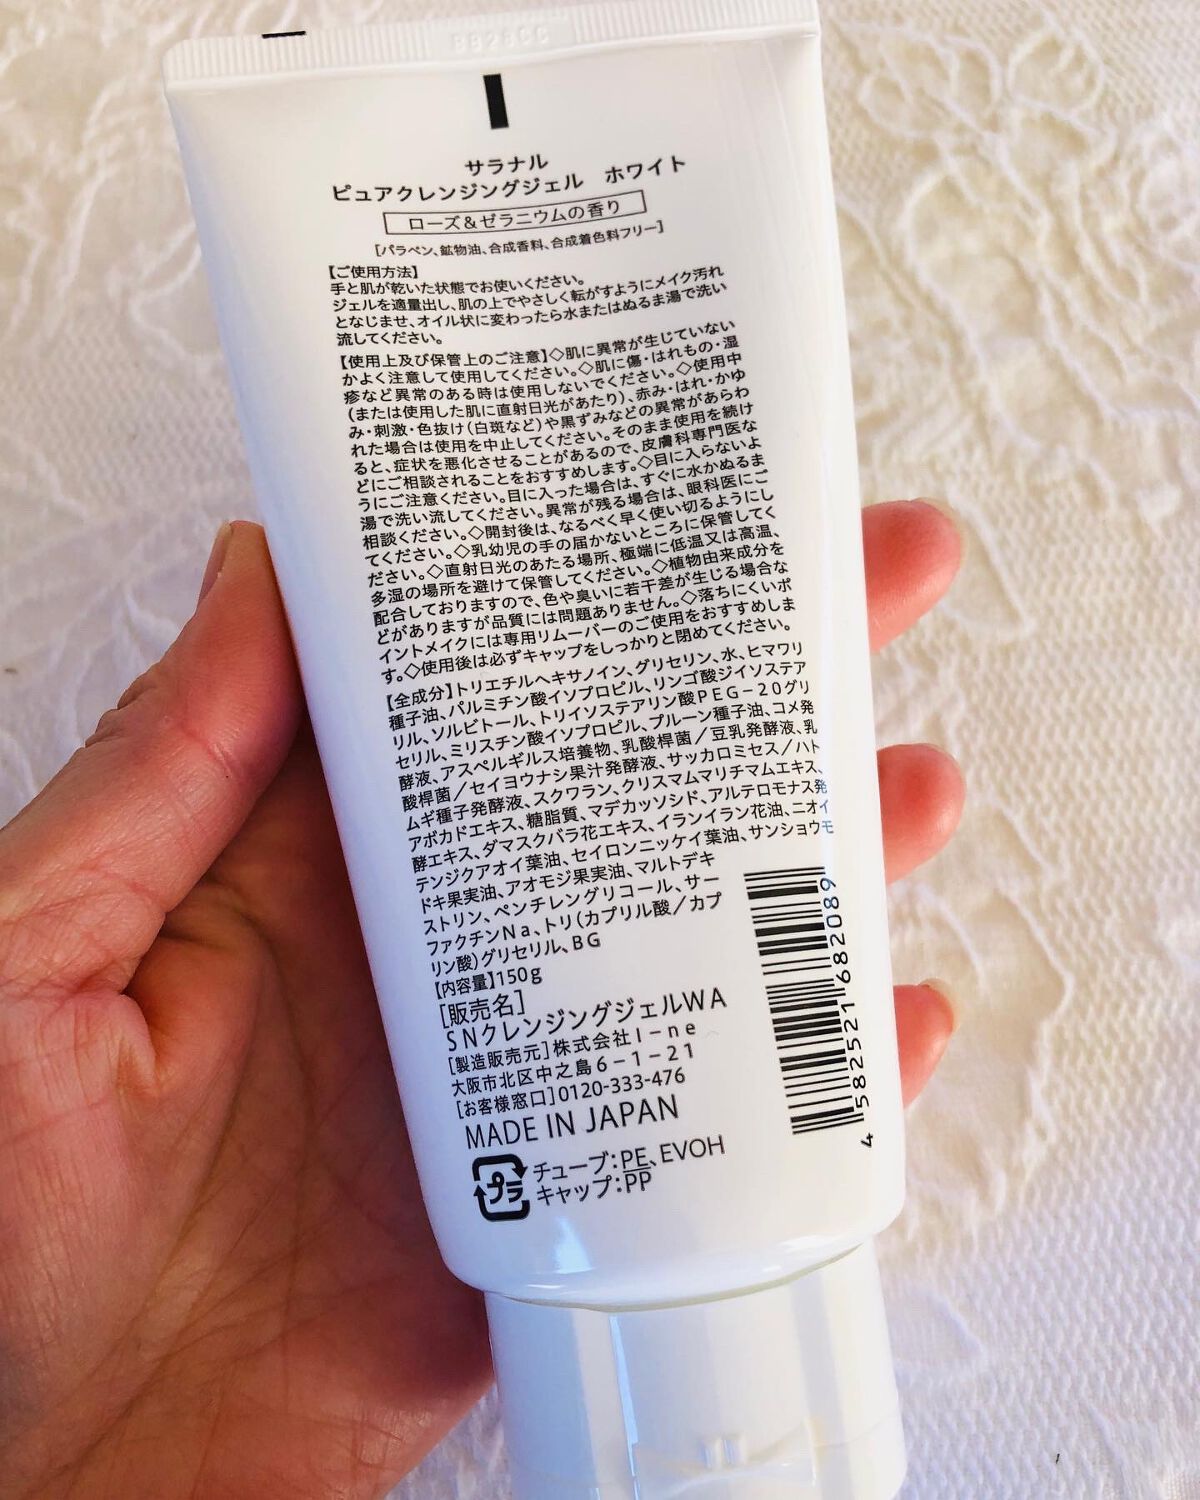 サラナル
ピュアクレンジングジェル ホワイト
ローズ&ゼラニウムの香り
[パラベン、鉱物油、合成香料、合成着色料フリー]
【ご使用方法】
手と肌が乾いた状態でお使いください。
ジェルを適量出し、肌の上でやさしく転がすようにメイク汚れ
となじませ、オイル状に変わったら水またはぬるま湯で洗い
流してください。
【使用上及び保管上のご注意】◇肌に異常が生じていない
かよく注意して使用してください。◇肌に傷・はれもの・湿
疹など異常のある時は使用しないでください。◇使用中
(または使用した肌に直射日光があたり)、赤み・はれ・かゆ
み・刺激・色抜け(白斑など)や黒ずみなどの異常があらわ
れた場合は使用を中止してください。そのまま使用を続け
ると、症状を悪化させることがあるので、皮膚科専門医な
どにご相談されることをおすすめします。◇目に入らないよ
うにご注意ください。目に入った場合は、すぐに水かぬるま
湯で洗い流してください。異常が残る場合は、眼科医にご
相談ください。◇開封後は、なるべく早く使い切るようにし
てください。◇乳幼児の手の届かないところに保管してく
ださい。◇直射日光のあたる場所、極端に低温又は高温、
多湿の場所を避けて保管してください。◇植物由来成分を
配合しておりますので、色や臭いに若干差が生じる場合な
どがありますが品質には問題ありません。◇落ちにくいポ
イントメイクには専用リムーバーのご使用をおすすめしま
す。◇使用後は必ずキャップをしっかりと閉めてください。
【全成分】トリエチルヘキサノイン、グリセリン、水、ヒマワリ
種子油、パルミチン酸イソプロピル、リンゴ酸ジイソステア
リル、ソルビトール、トリイソステアリン酸PEG-20グリ
セリル、ミリスチン酸イソプロピル、プルーン種子油、コメ発
酵液、アスペルギルス培養物、乳酸桿菌/豆乳発酵液、乳
酸桿菌/セイヨウナシ果汁発酵液、サッカロミセス/ハト
ムギ種子発酵液、スクワラン、クリスマムマリチマムエキス、
アボカドエキス、糖脂質、マデカッソシド、アルテロモナス発
酵エキス、ダマスクバラ花エキス、イランイラン花油、ニオイ
テンジクアオイ葉油、セイロンニッケイ葉油、サンショウモ
ドキ果実油、アオモジ果実油、マルトデキ
ストリン、ペンチレングリコール、サー
ファクチンNa、トリ(カプリル酸/カプ
リン酸)グリセリル、BG
【内容量】150g
[販売名]
SNクレンジングジェルWA
[製造販売元]株式会社I-ne
大阪市北区中之島6-1-21
[お客様窓口]0120-333-476
MADE IN JAPAN
プラ
チューブ:PE、EVOH
キャップ:PP
4 582521 682089